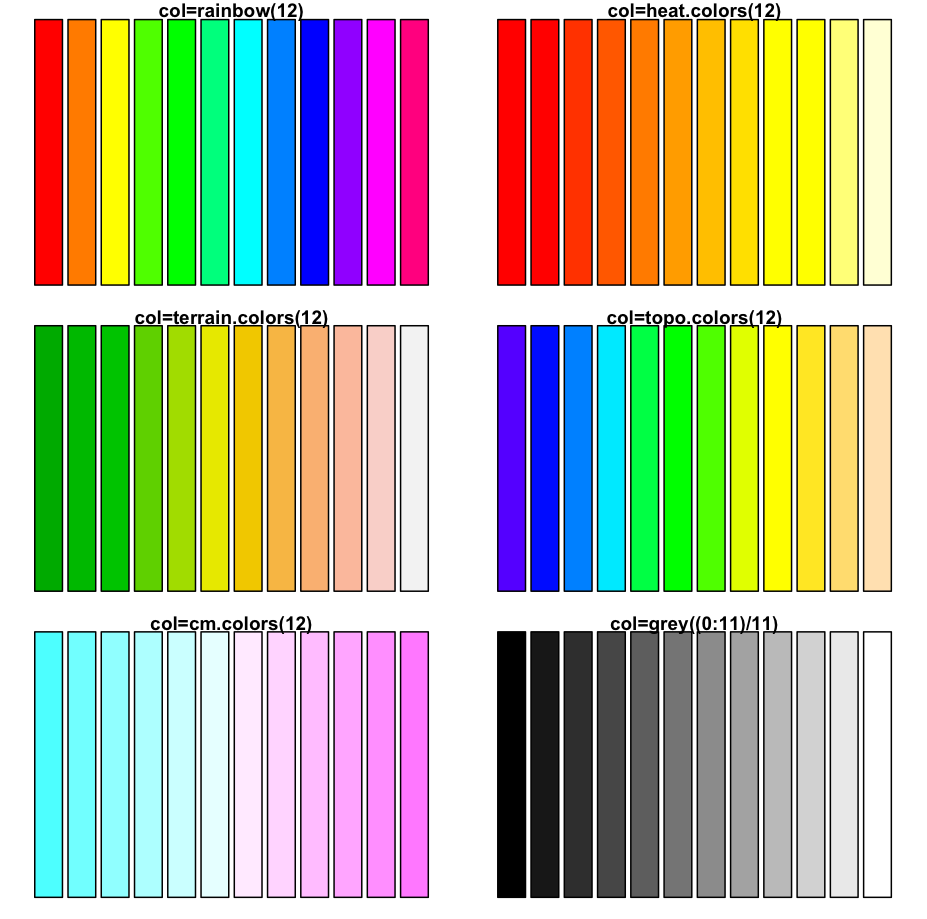 col=rainbow(12)
col=heat.colors(12)
col=terrain.colors(12)
col=topo.colors(12)
col=cm.colors(12)
col=grey((0:11)/11)